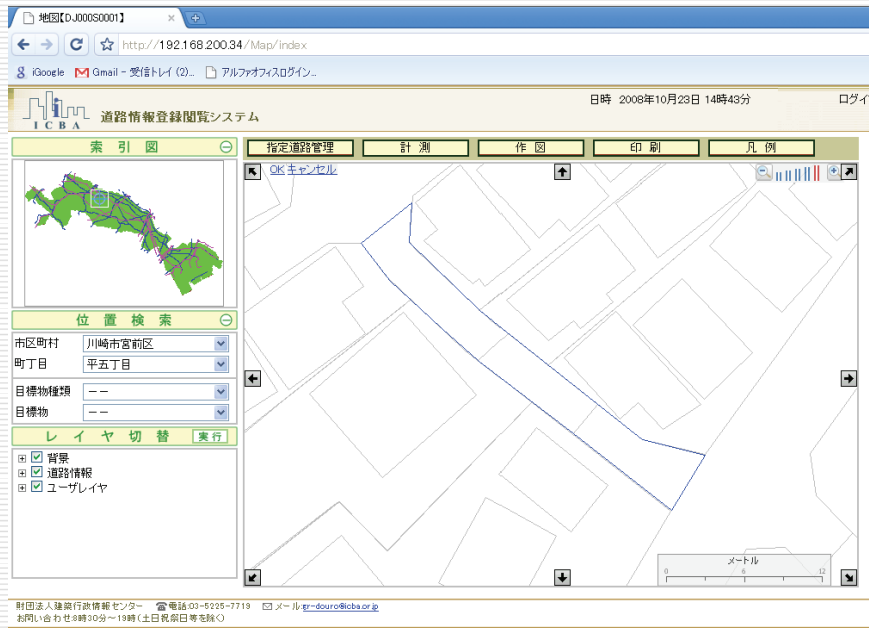 地図【DJ000S0001】
http://192.168.200.34/Map/index
iGoogle Gmail - 受信トレイ (2)... アルファオフィスログイン...
ICBA 道路情報登録閲覧システム
日時 2008年10月23日 14時43分 ログイ
索引図
指定道路管理 計測 作図 印刷 凡例
OK キャンセル
位置検索
市区町村 川崎市宮前区
町丁目 平五丁目
目標物種類 −−
目標物 −−
レイヤ切替 実行
背景
道路情報
ユーザレイヤ
メートル
0 6 12
財団法人建築行政情報センター ☎電話:03-5225-7719 メール:gr-douro@icba.or.jp
お問い合わせ:9時30分〜19時(土日祝祭日等を除く)